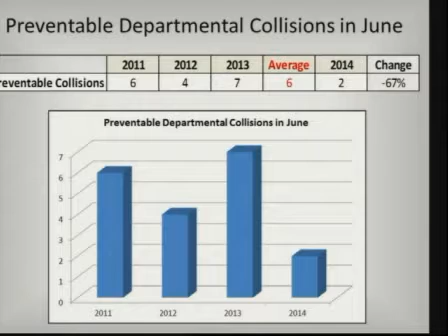 Preventable Departmental Collisions in June
2011 2012 2013 Average 2014 Change
reventable Collisions 6 4 7 6 2 -67%
Preventable Departmental Collisions in June
7
6
5
4
3
2
1
0
2011 2012 2013 2014